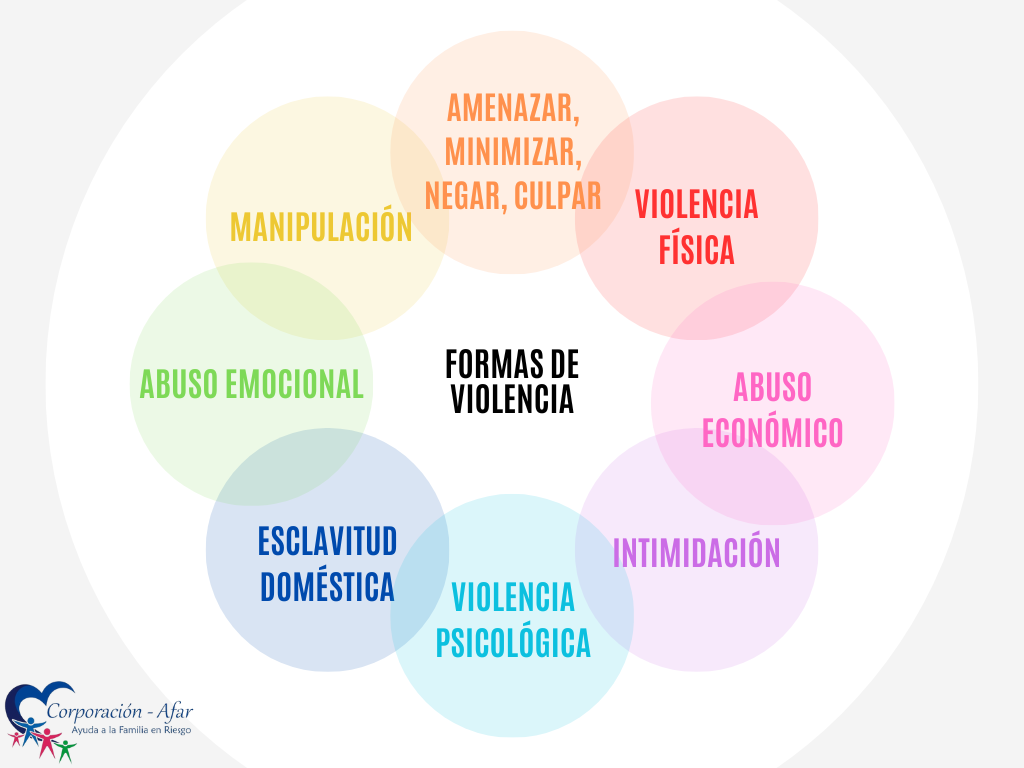 AMENAZAR,
MINIMIZAR,
NEGAR, CULPAR
VIOLENCIA
FÍSICA
MANIPULACIÓN
FORMAS DE
VIOLENCIA
ABUSO EMOCIONAL
ABUSO
ECONÓMICO
ESCLAVITUD
DOMÉSTICA
INTIMIDACIÓN
VIOLENCIA
PSICOLÓGICA
Corporación - Afar
Ayuda a la Familia en Riesgo